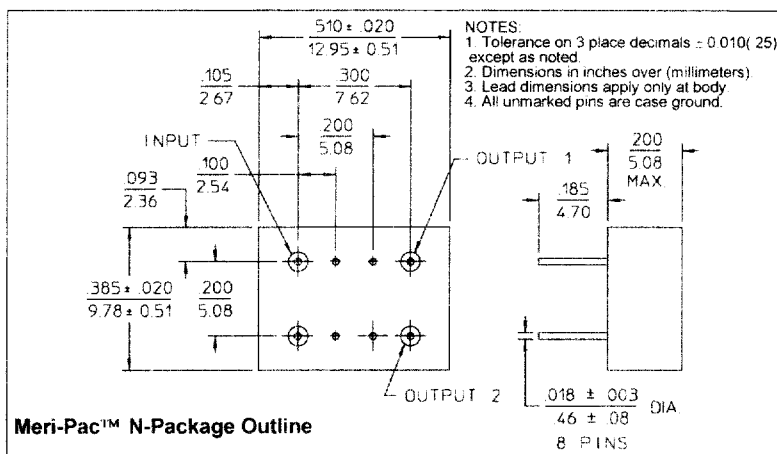 .510 ± .020
12.95 ± 0.51
NOTES:
1. Tolerance on 3 place decimals ± 0.010( 25)
except as noted.
2. Dimensions in inches over (millimeters)
3. Lead dimensions apply only at body
4. All unmarked pins are case ground.
.105
2.67
.300
7.62
INPUT
.200
5.08
OUTPUT 1
.200
5.08
MAX.
.100
2.54
.093
2.36
.185
4.70
.385 ± .020
9.78 ± 0.51
.200
5.08
OUTPUT 2
.018 ± .003
.46 ± .08
DIA.
8 PINS
Meri-Pac™ N-Package Outline